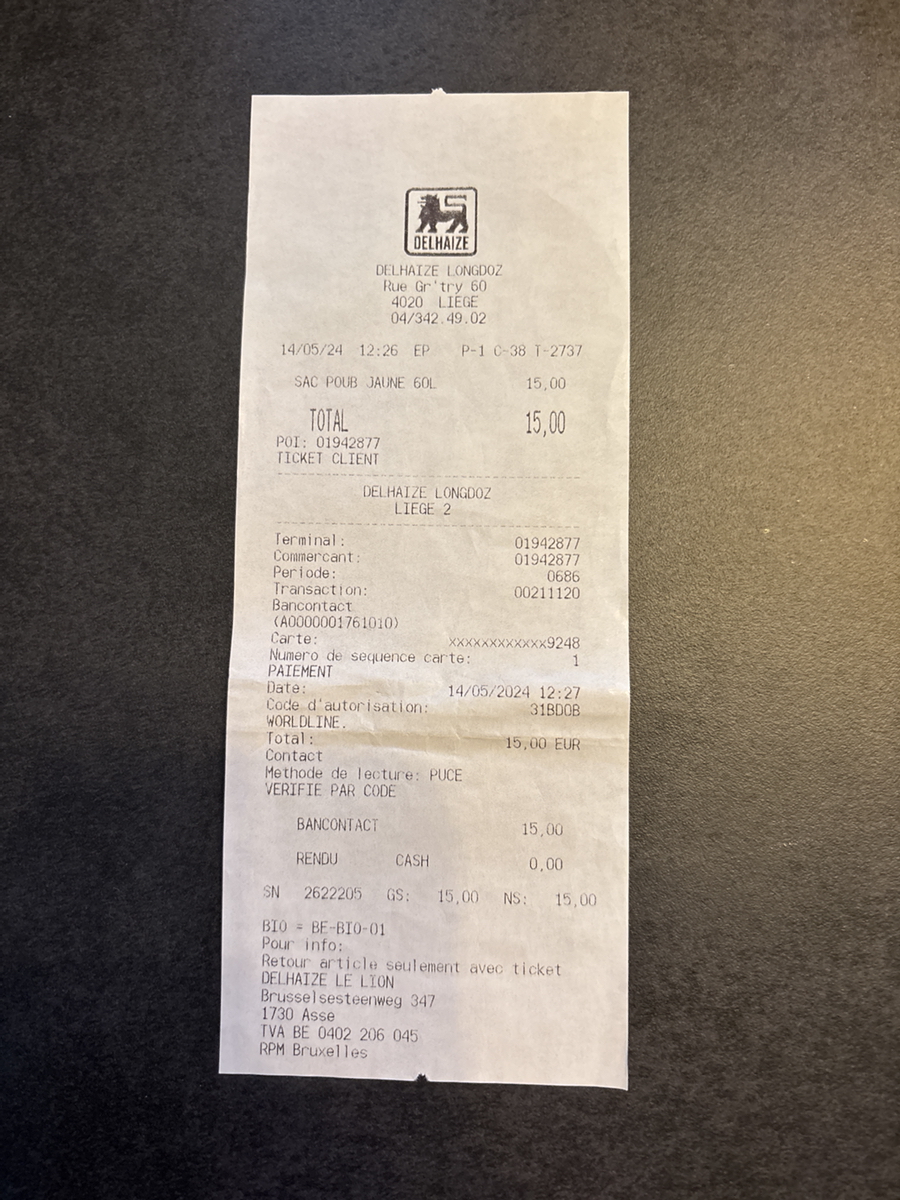 DELHAIZE
DELHAIZE LONGDOZ
Rue Gr'try 60
4020 LIEGE
04/342.49.02
14/05/24 12:26 EP P-1 C-38 T-2737
SAC POUB JAUNE 60L 15,00
TOTAL 15,00
POI: 01942877
TICKET CLIENT
DELHAIZE LONGDOZ
LIEGE 2
Terminal: 01942877
Commercant: 01942877
Periode: 0686
Transaction: 00211120
Bancontact
(A0000001761010)
Carte: xxxxxxxxxxxx9248
Numero de sequence carte: 1
PAIEMENT
Date: 14/05/2024 12:27
Code d'autorisation: 31BD0B
WORLDLINE.
Total: 15,00 EUR
Contact
Methode de lecture: PUCE
VERIFIE PAR CODE
BANCONTACT 15,00
RENDU CASH 0,00
SN 2622205 GS: 15,00 NS: 15,00
BIO = BE-BIO-01
Pour info:
Retour article seulement avec ticket
DELHAIZE LE LION
Brusselsesteenweg 347
1730 Asse
TVA BE 0402 206 045
RPM Bruxelles